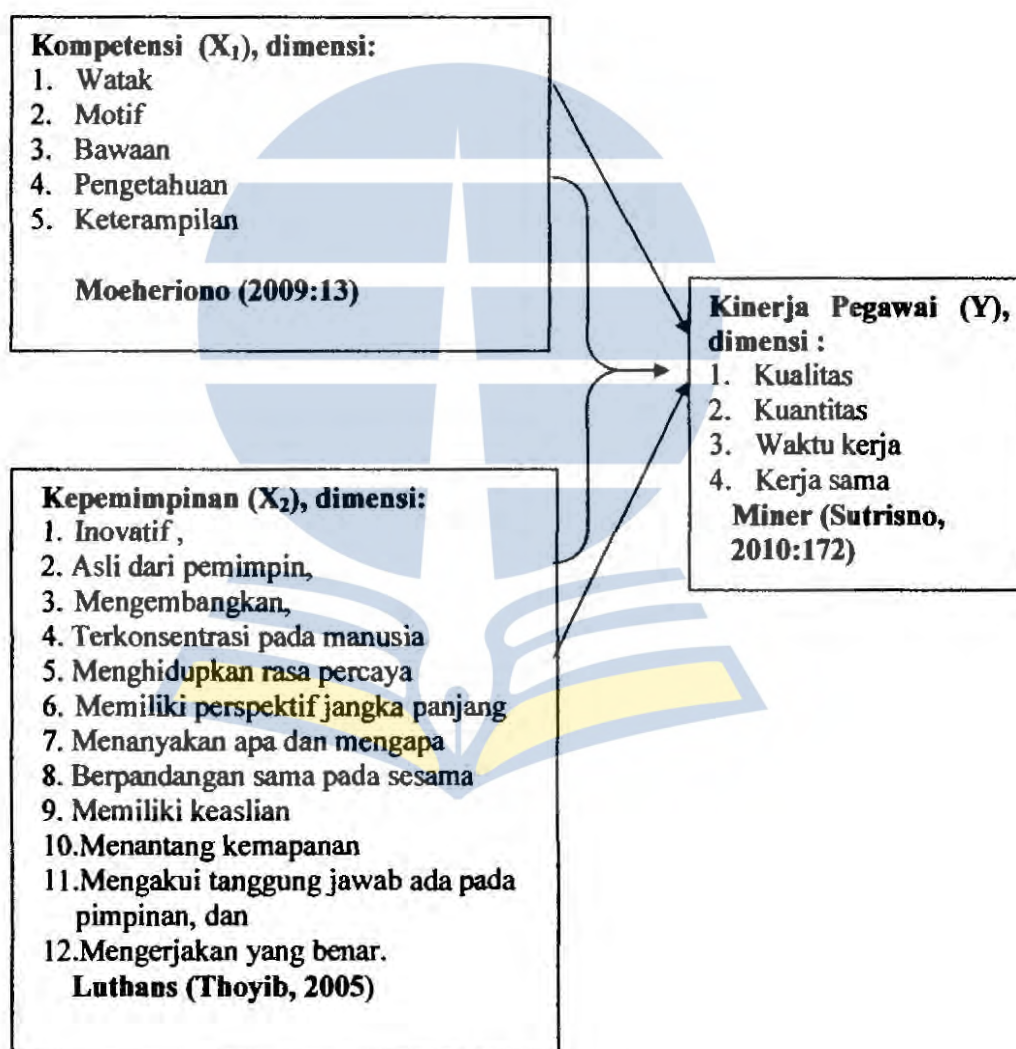 Kompetensi (X₁), dimensi:
1. Watak
2. Motif
3. Bawaan
4. Pengetahuan
5. Keterampilan
Moeheriono (2009:13)
Kinerja Pegawai (Y),
dimensi :
1. Kualitas
2. Kuantitas
3. Waktu kerja
4. Kerja sama
Miner (Sutrisno,
2010:172)
Kepemimpinan (X₂), dimensi:
1. Inovatif ,
2. Asli dari pemimpin,
3. Mengembangkan,
4. Terkonsentrasi pada manusia
5. Menghidupkan rasa percaya
6. Memiliki perspektif jangka panjang
7. Menanyakan apa dan mengapa
8. Berpandangan sama pada sesama
9. Memiliki keaslian
10.Menantang kemapanan
11.Mengakui tanggung jawab ada pada
pimpinan, dan
12.Mengerjakan yang benar.
Luthans (Thoyib, 2005)